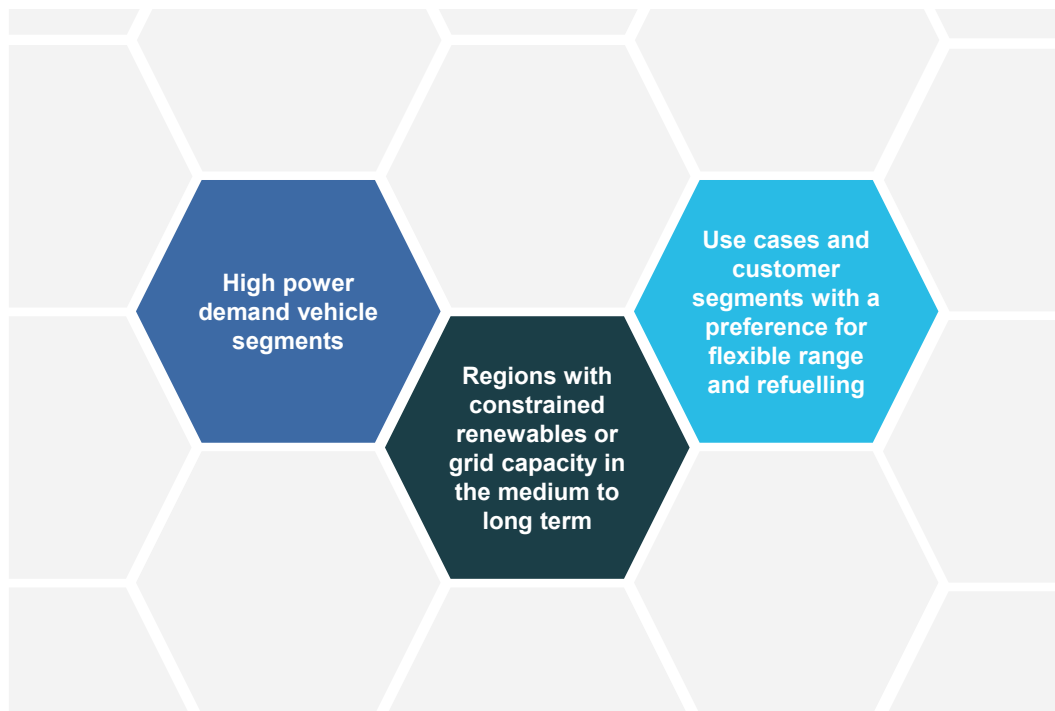 High power
demand vehicle
segments
Regions with
constrained
renewables or
grid capacity in
the medium to
long term
Use cases and
customer
segments with a
preference for
flexible range
and refuelling